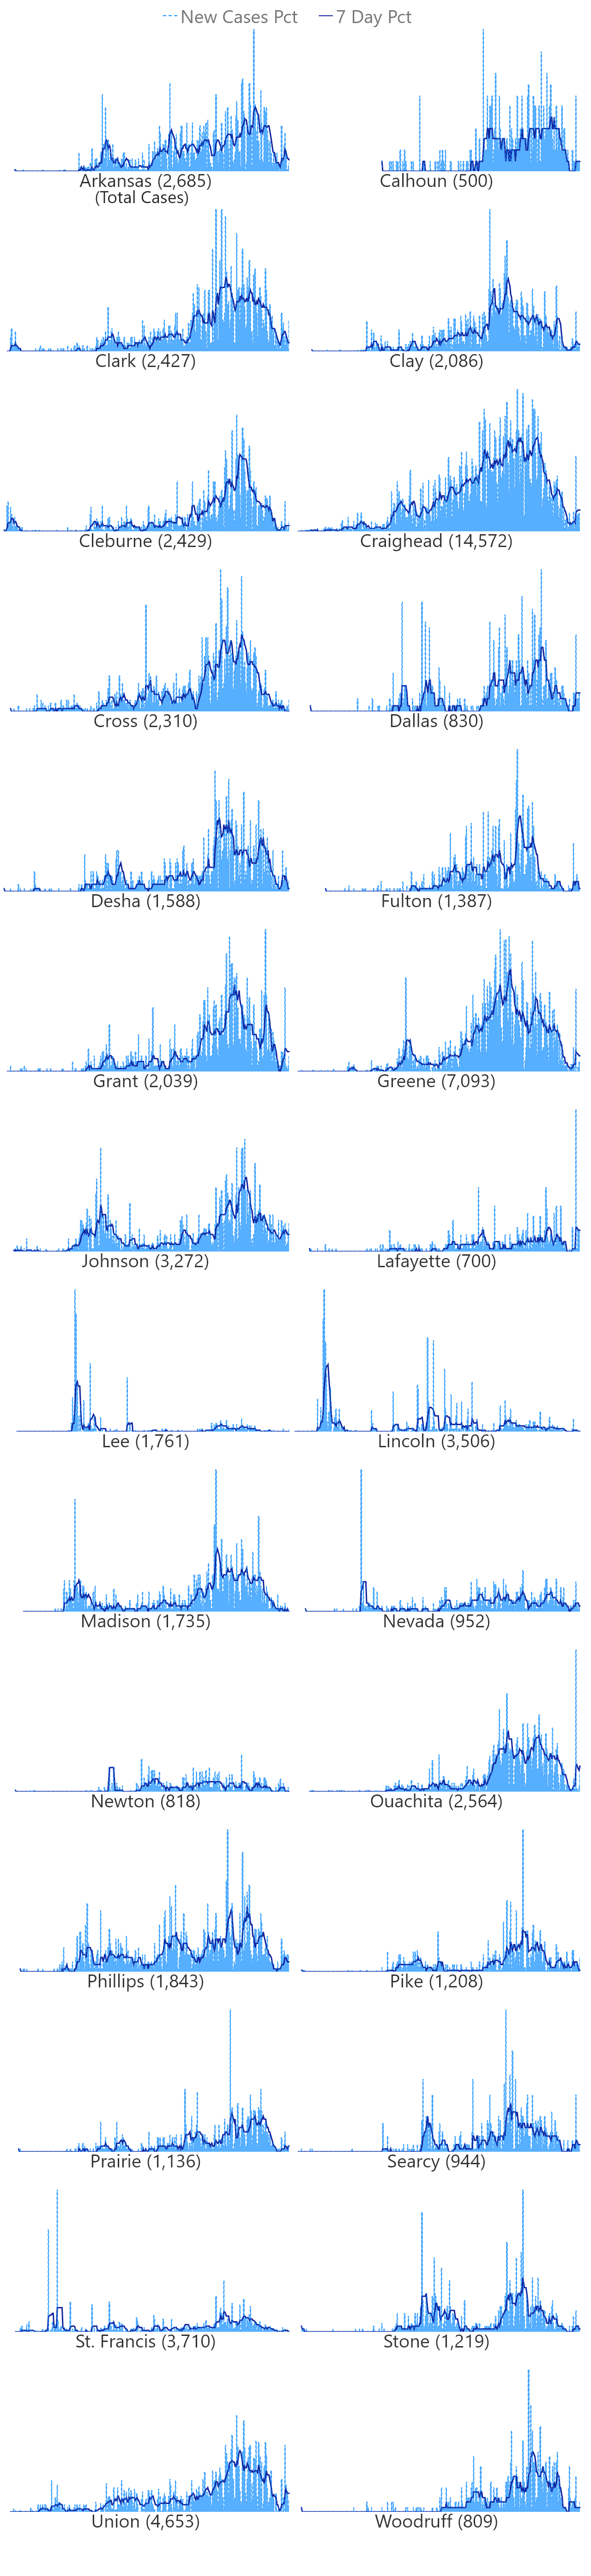 New Cases Pct 7 Day Pct
Arkansas (2,685) Calhoun (500)
(Total Cases)
Clark (2,427) Clay (2,086)
Cleburne (2,429) Craighead (14,572)
Cross (2,310) Dallas (830)
Desha (1,588) Fulton (1,387)
Grant (2,039) Greene (7,093)
Johnson (3,272) Lafayette (700)
Lee (1,761) Lincoln (3,506)
Madison (1,735) Nevada (952)
Newton (818) Ouachita (2,564)
Phillips (1,843) Pike (1,208)
Prairie (1,136) Searcy (944)
St. Francis (3,710) Stone (1,219)
Union (4,653) Woodruff (809)